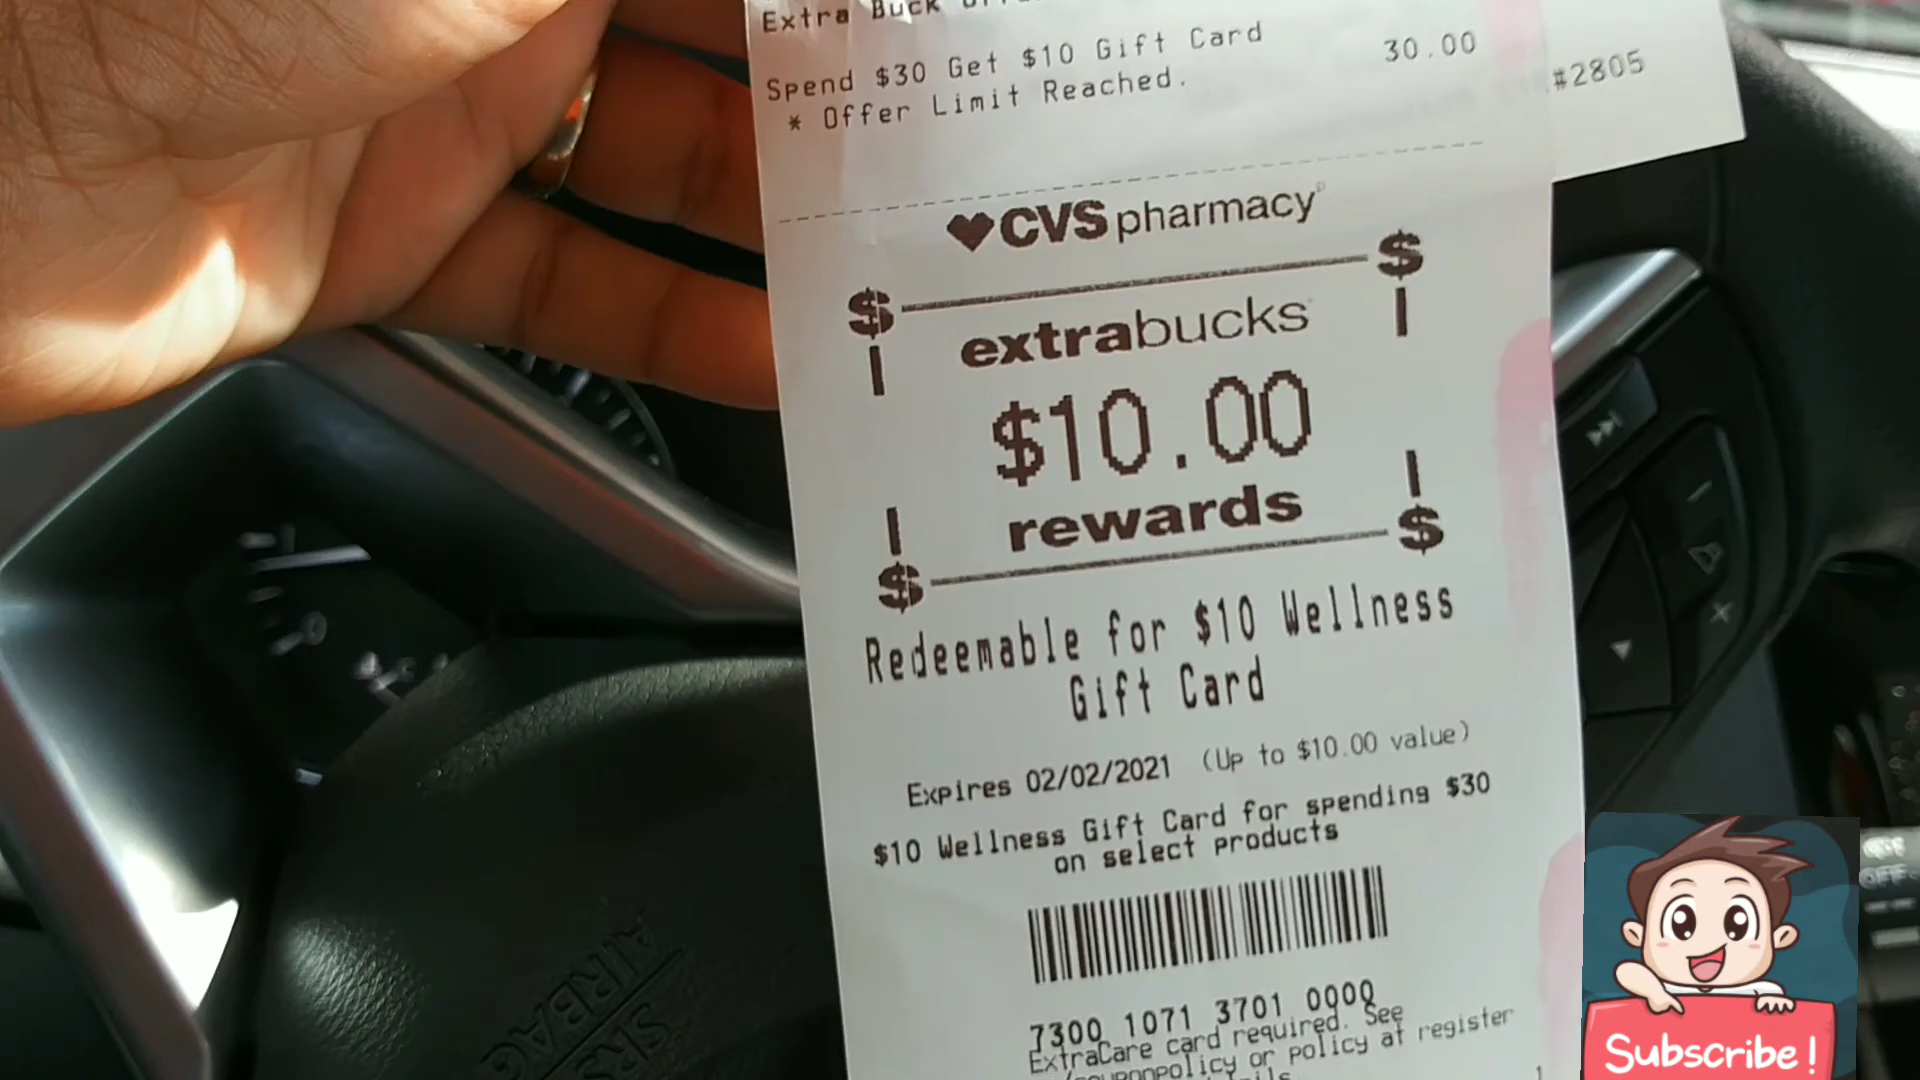 Extra Buck
Spend $30 Get $10 Gift Card 30.00
* Offer Limit Reached.
#2805
CVS pharmacy
$ $
extrabucks
$10.00
rewards
$ $
Redeemable for $10 Wellness
Gift Card
Expires 02/02/2021 (Up to $10.00 value)
$10 Wellness Gift Card for spending $30
on select products
7300 1071 3701 0000
ExtraCare card required. See
or policy at register
SRS
AIRBAG
OFF
Subscribe!